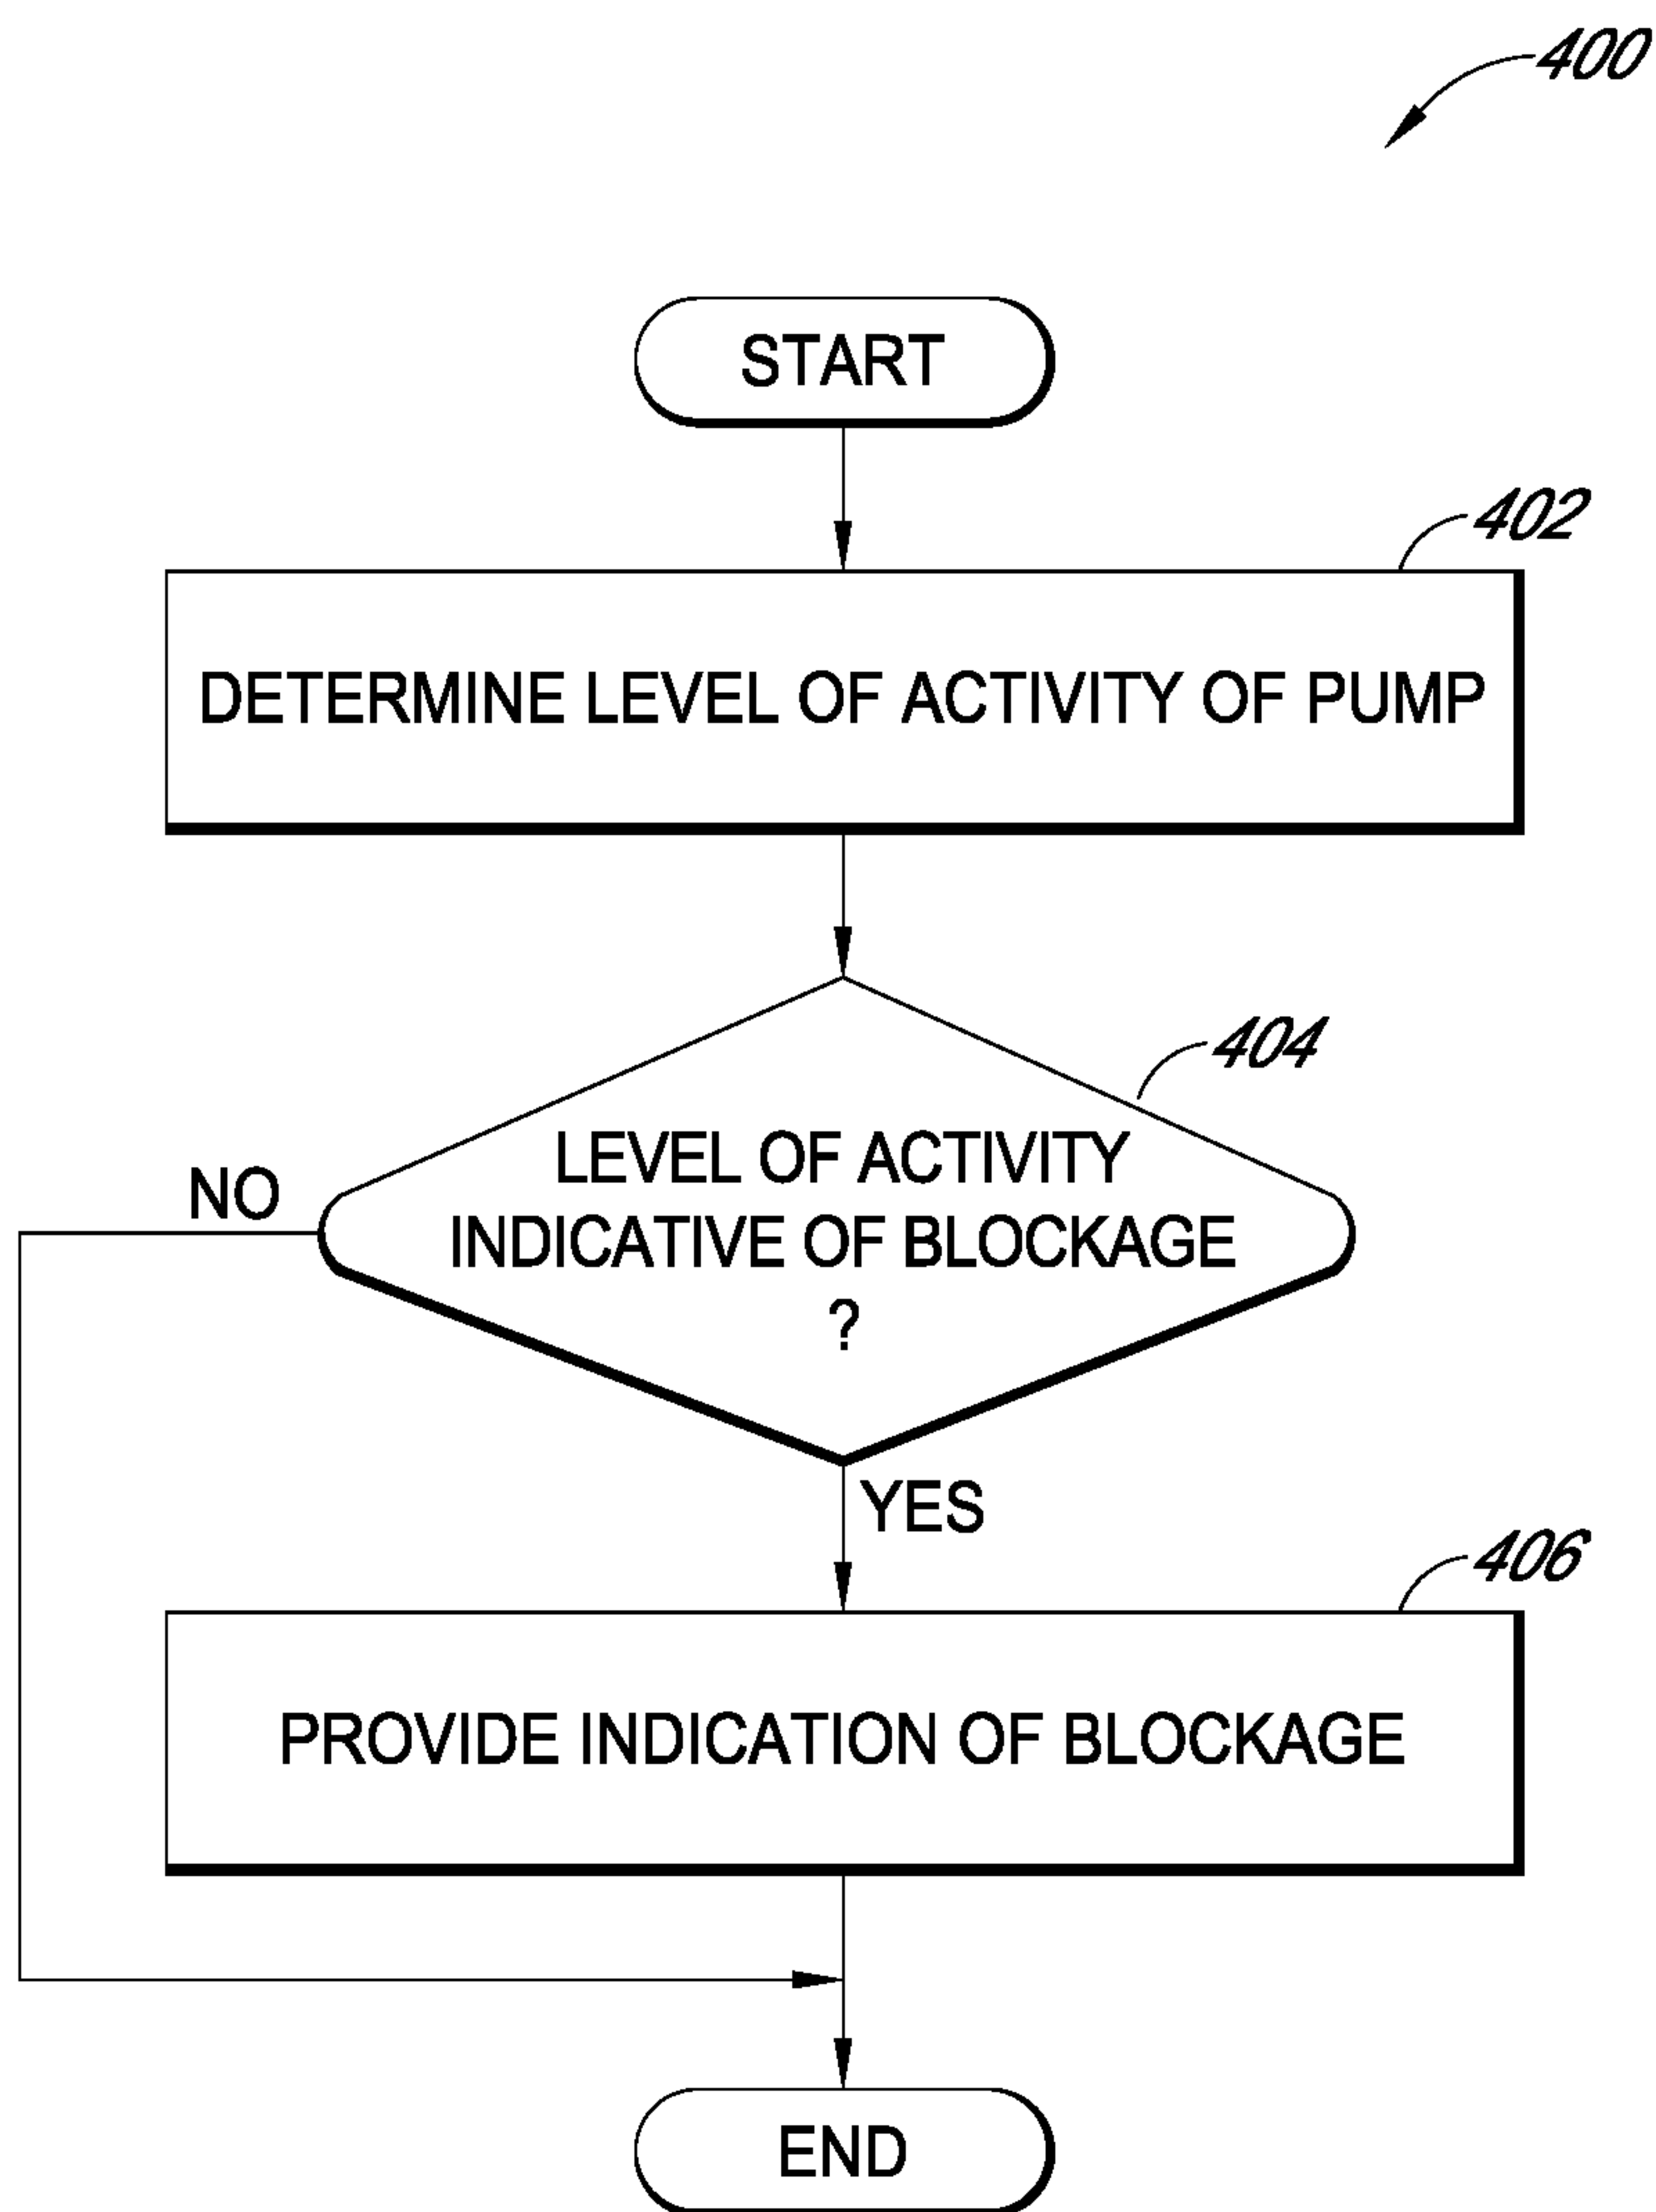 400
START
402
DETERMINE LEVEL OF ACTIVITY OF PUMP
404
LEVEL OF ACTIVITY
INDICATIVE OF BLOCKAGE
?
NO
YES
406
PROVIDE INDICATION OF BLOCKAGE
END